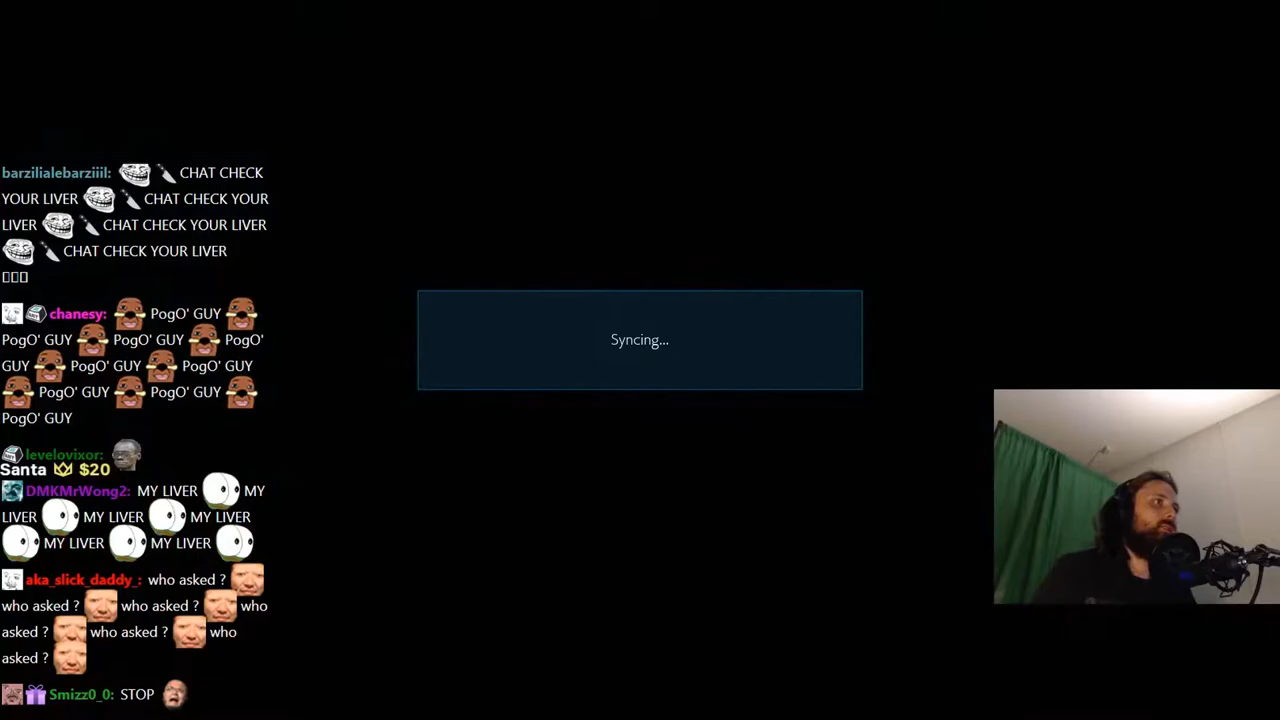 barzilialebarziiil: CHAT CHECK
YOUR LIVER CHAT CHECK YOUR
LIVER CHAT CHECK YOUR LIVER
CHAT CHECK YOUR LIVER
chanesy: PogO' GUY
PogO' GUY PogO' GUY PogO'
GUY PogO' GUY PogO' GUY
PogO' GUY PogO' GUY
PogO' GUY
levelovixor:
Santa $20
DMKMrWong2: MY LIVER MY
LIVER MY LIVER MY LIVER
MY LIVER MY LIVER
aka_slick_daddy_: who asked ?
who asked ? who asked ? who
asked ? who asked ? who
asked ?
Smizz0_0: STOP
Syncing...